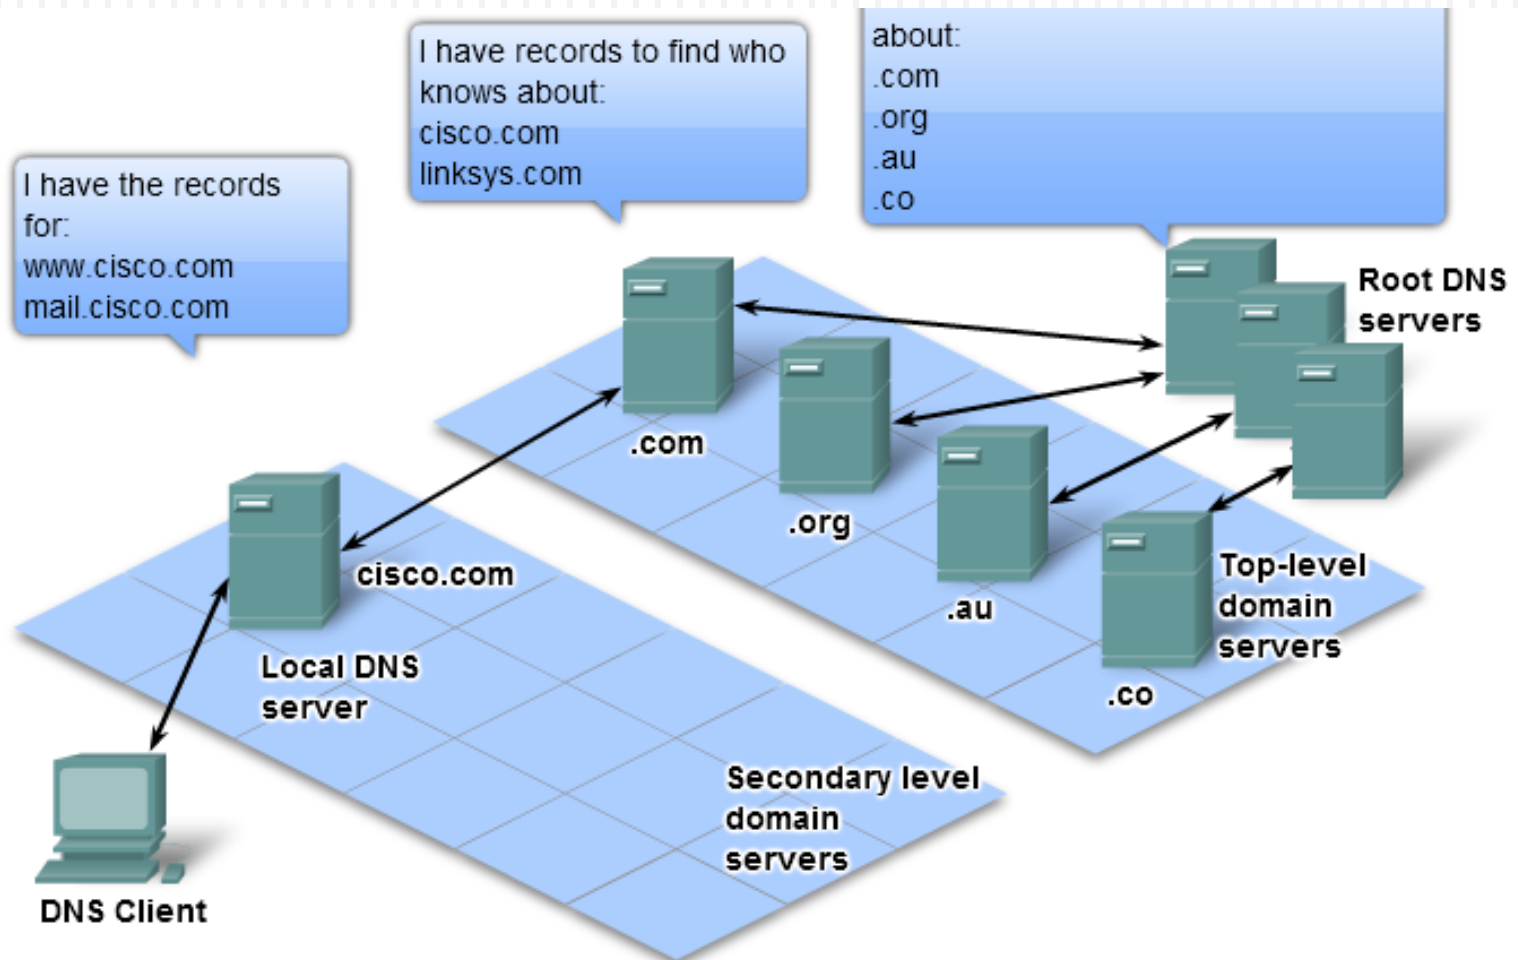 I have the records
for:
www.cisco.com
mail.cisco.com
I have records to find who
knows about:
cisco.com
linksys.com
about:
.com
.org
.au
.co
Root DNS
servers
.com
.org
.au
.co
Top-level
domain
servers
cisco.com
Local DNS
server
Secondary level
domain
servers
DNS Client